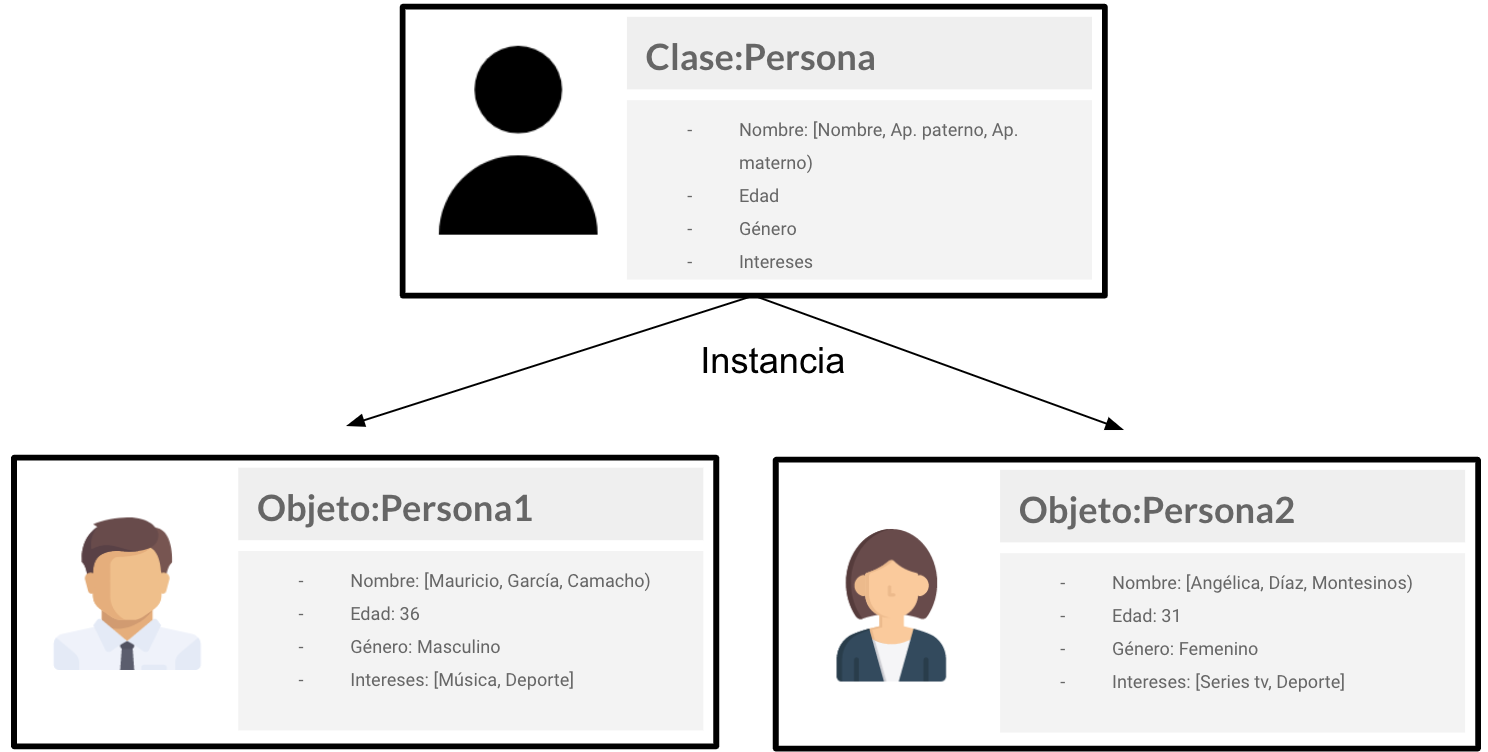 Clase:Persona
- Nombre: [Nombre, Ap. paterno, Ap.
materno)
- Edad
- Género
- Intereses
Instancia
Objeto:Persona1
- Nombre: [Mauricio, García, Camacho)
- Edad: 36
- Género: Masculino
- Intereses: [Música, Deporte]
Objeto:Persona2
- Nombre: [Angélica, Díaz, Montesinos)
- Edad: 31
- Género: Femenino
- Intereses: [Series tv, Deporte]